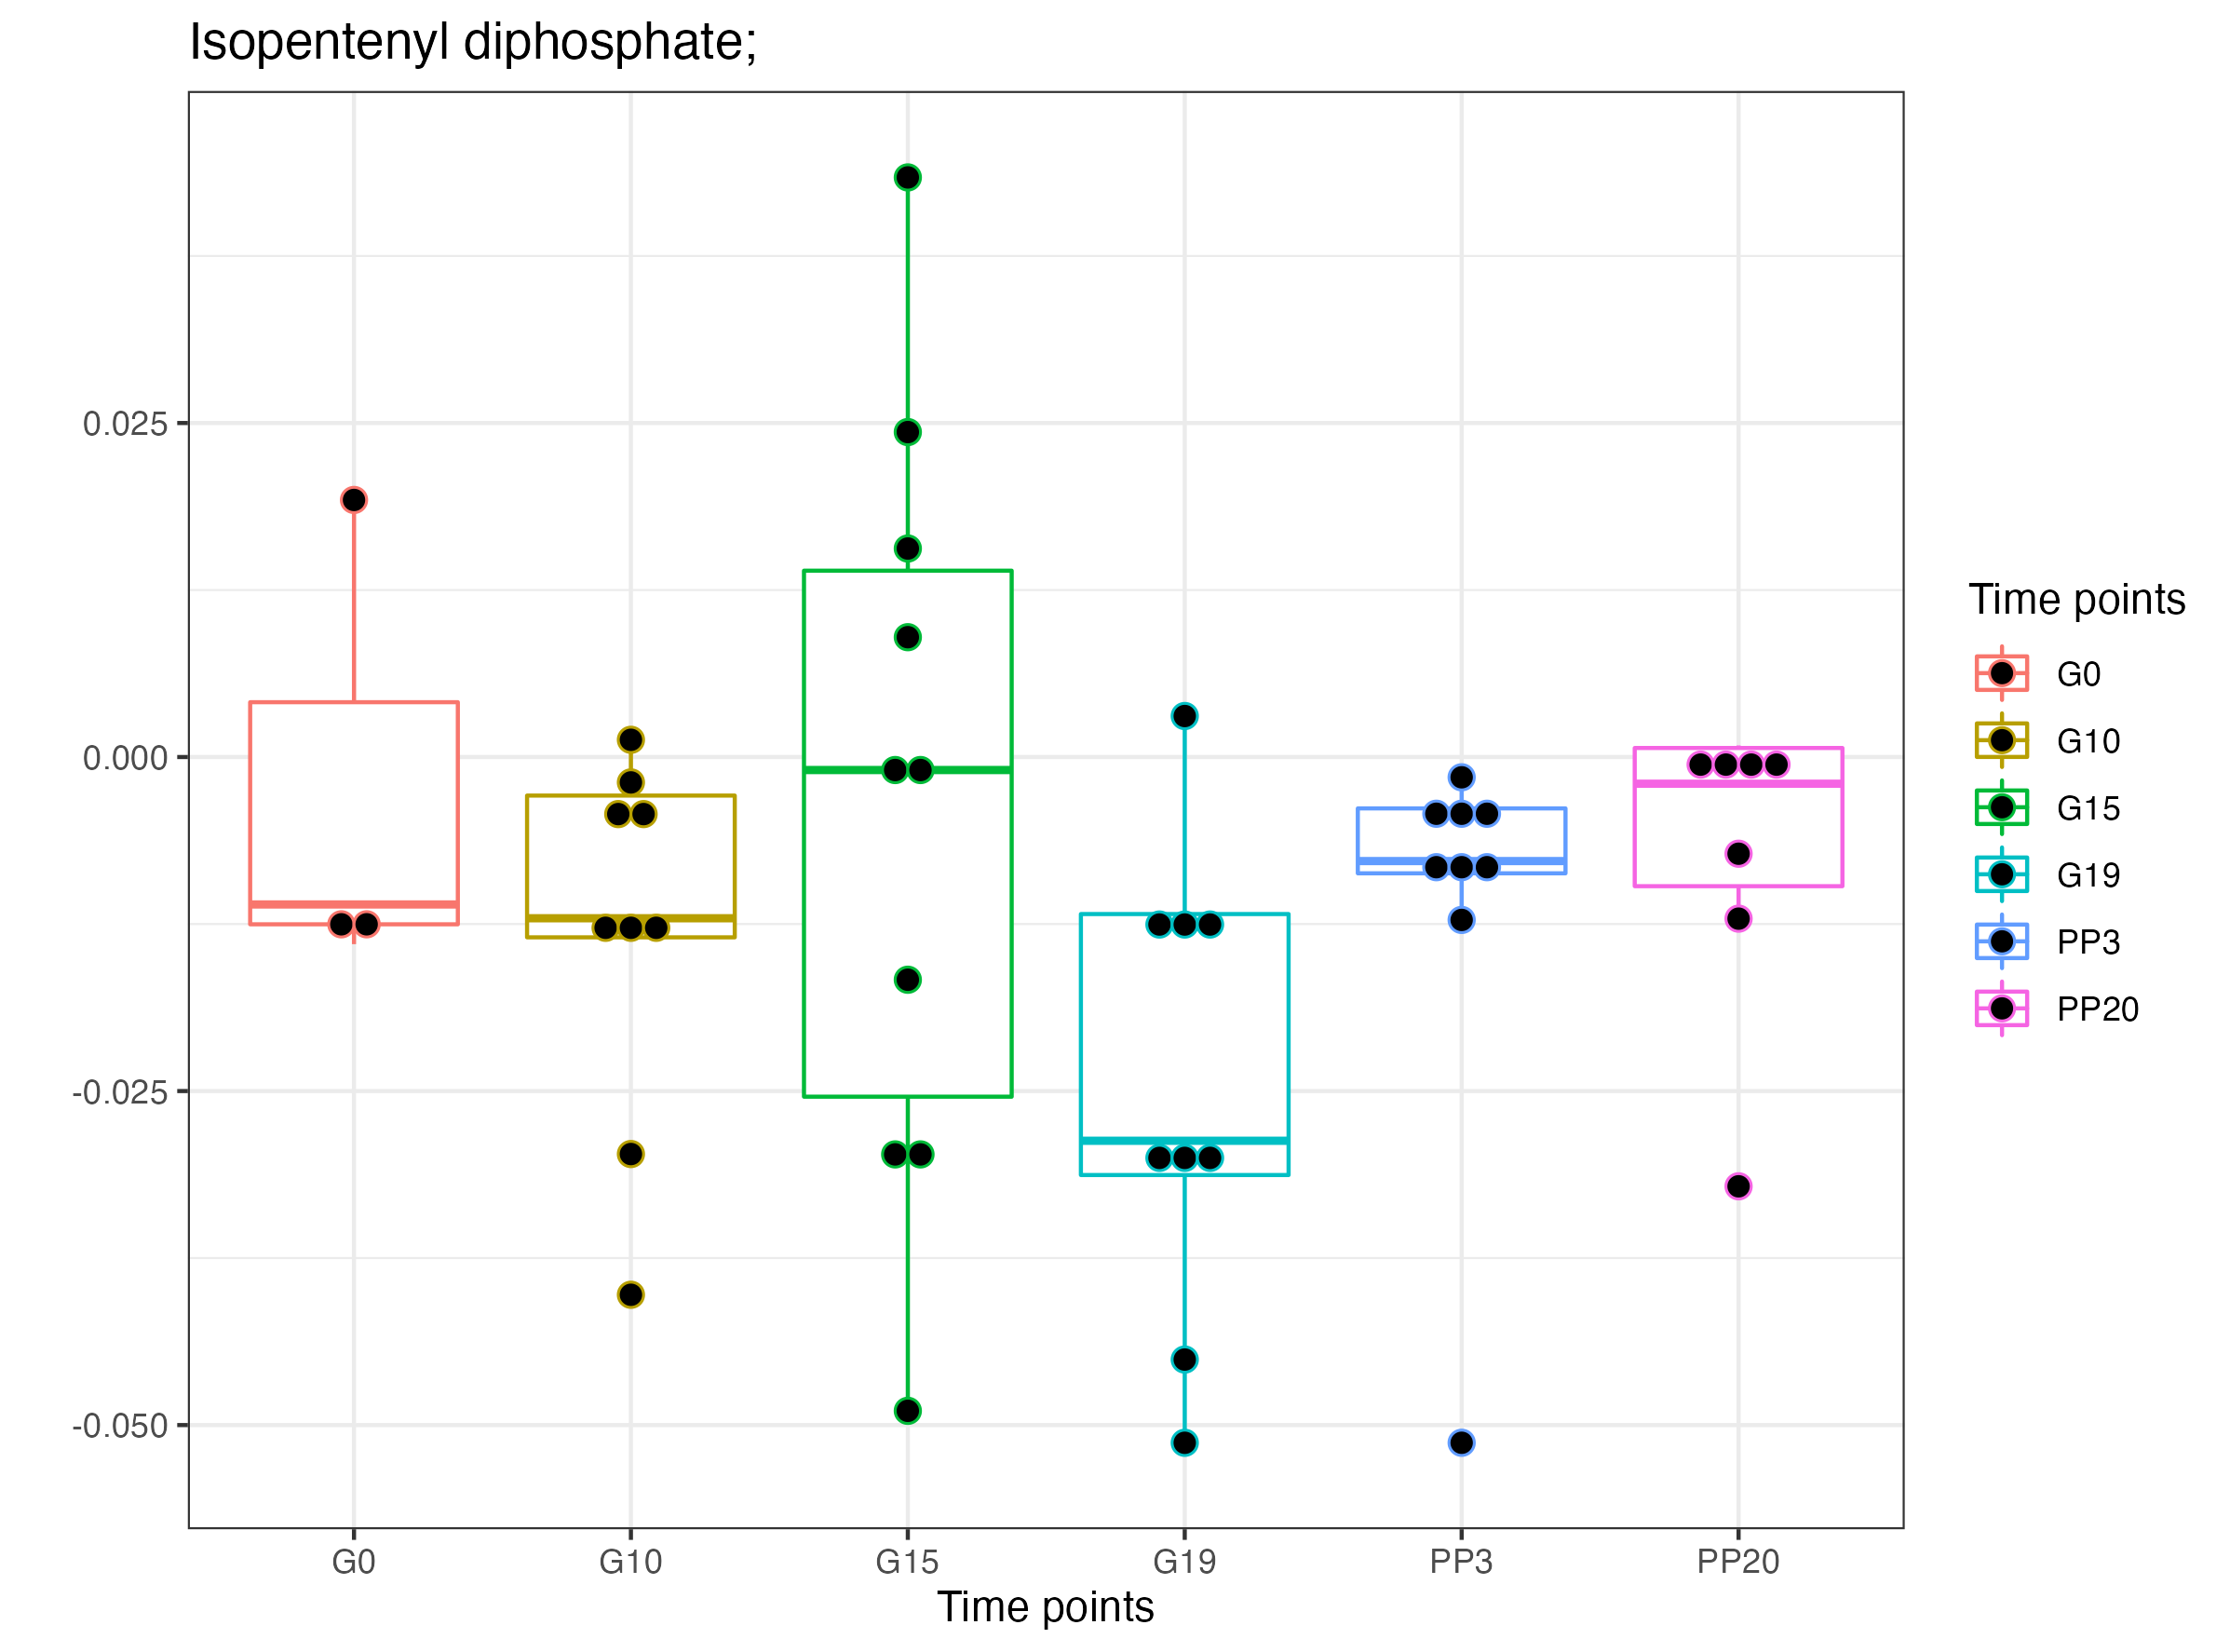 Isopentenyl diphosphate;
0.025
0.000
-0.025
-0.050
G0
G10
G15
G19
PP3
PP20
Time points
Time points
G0
G10
G15
G19
PP3
PP20